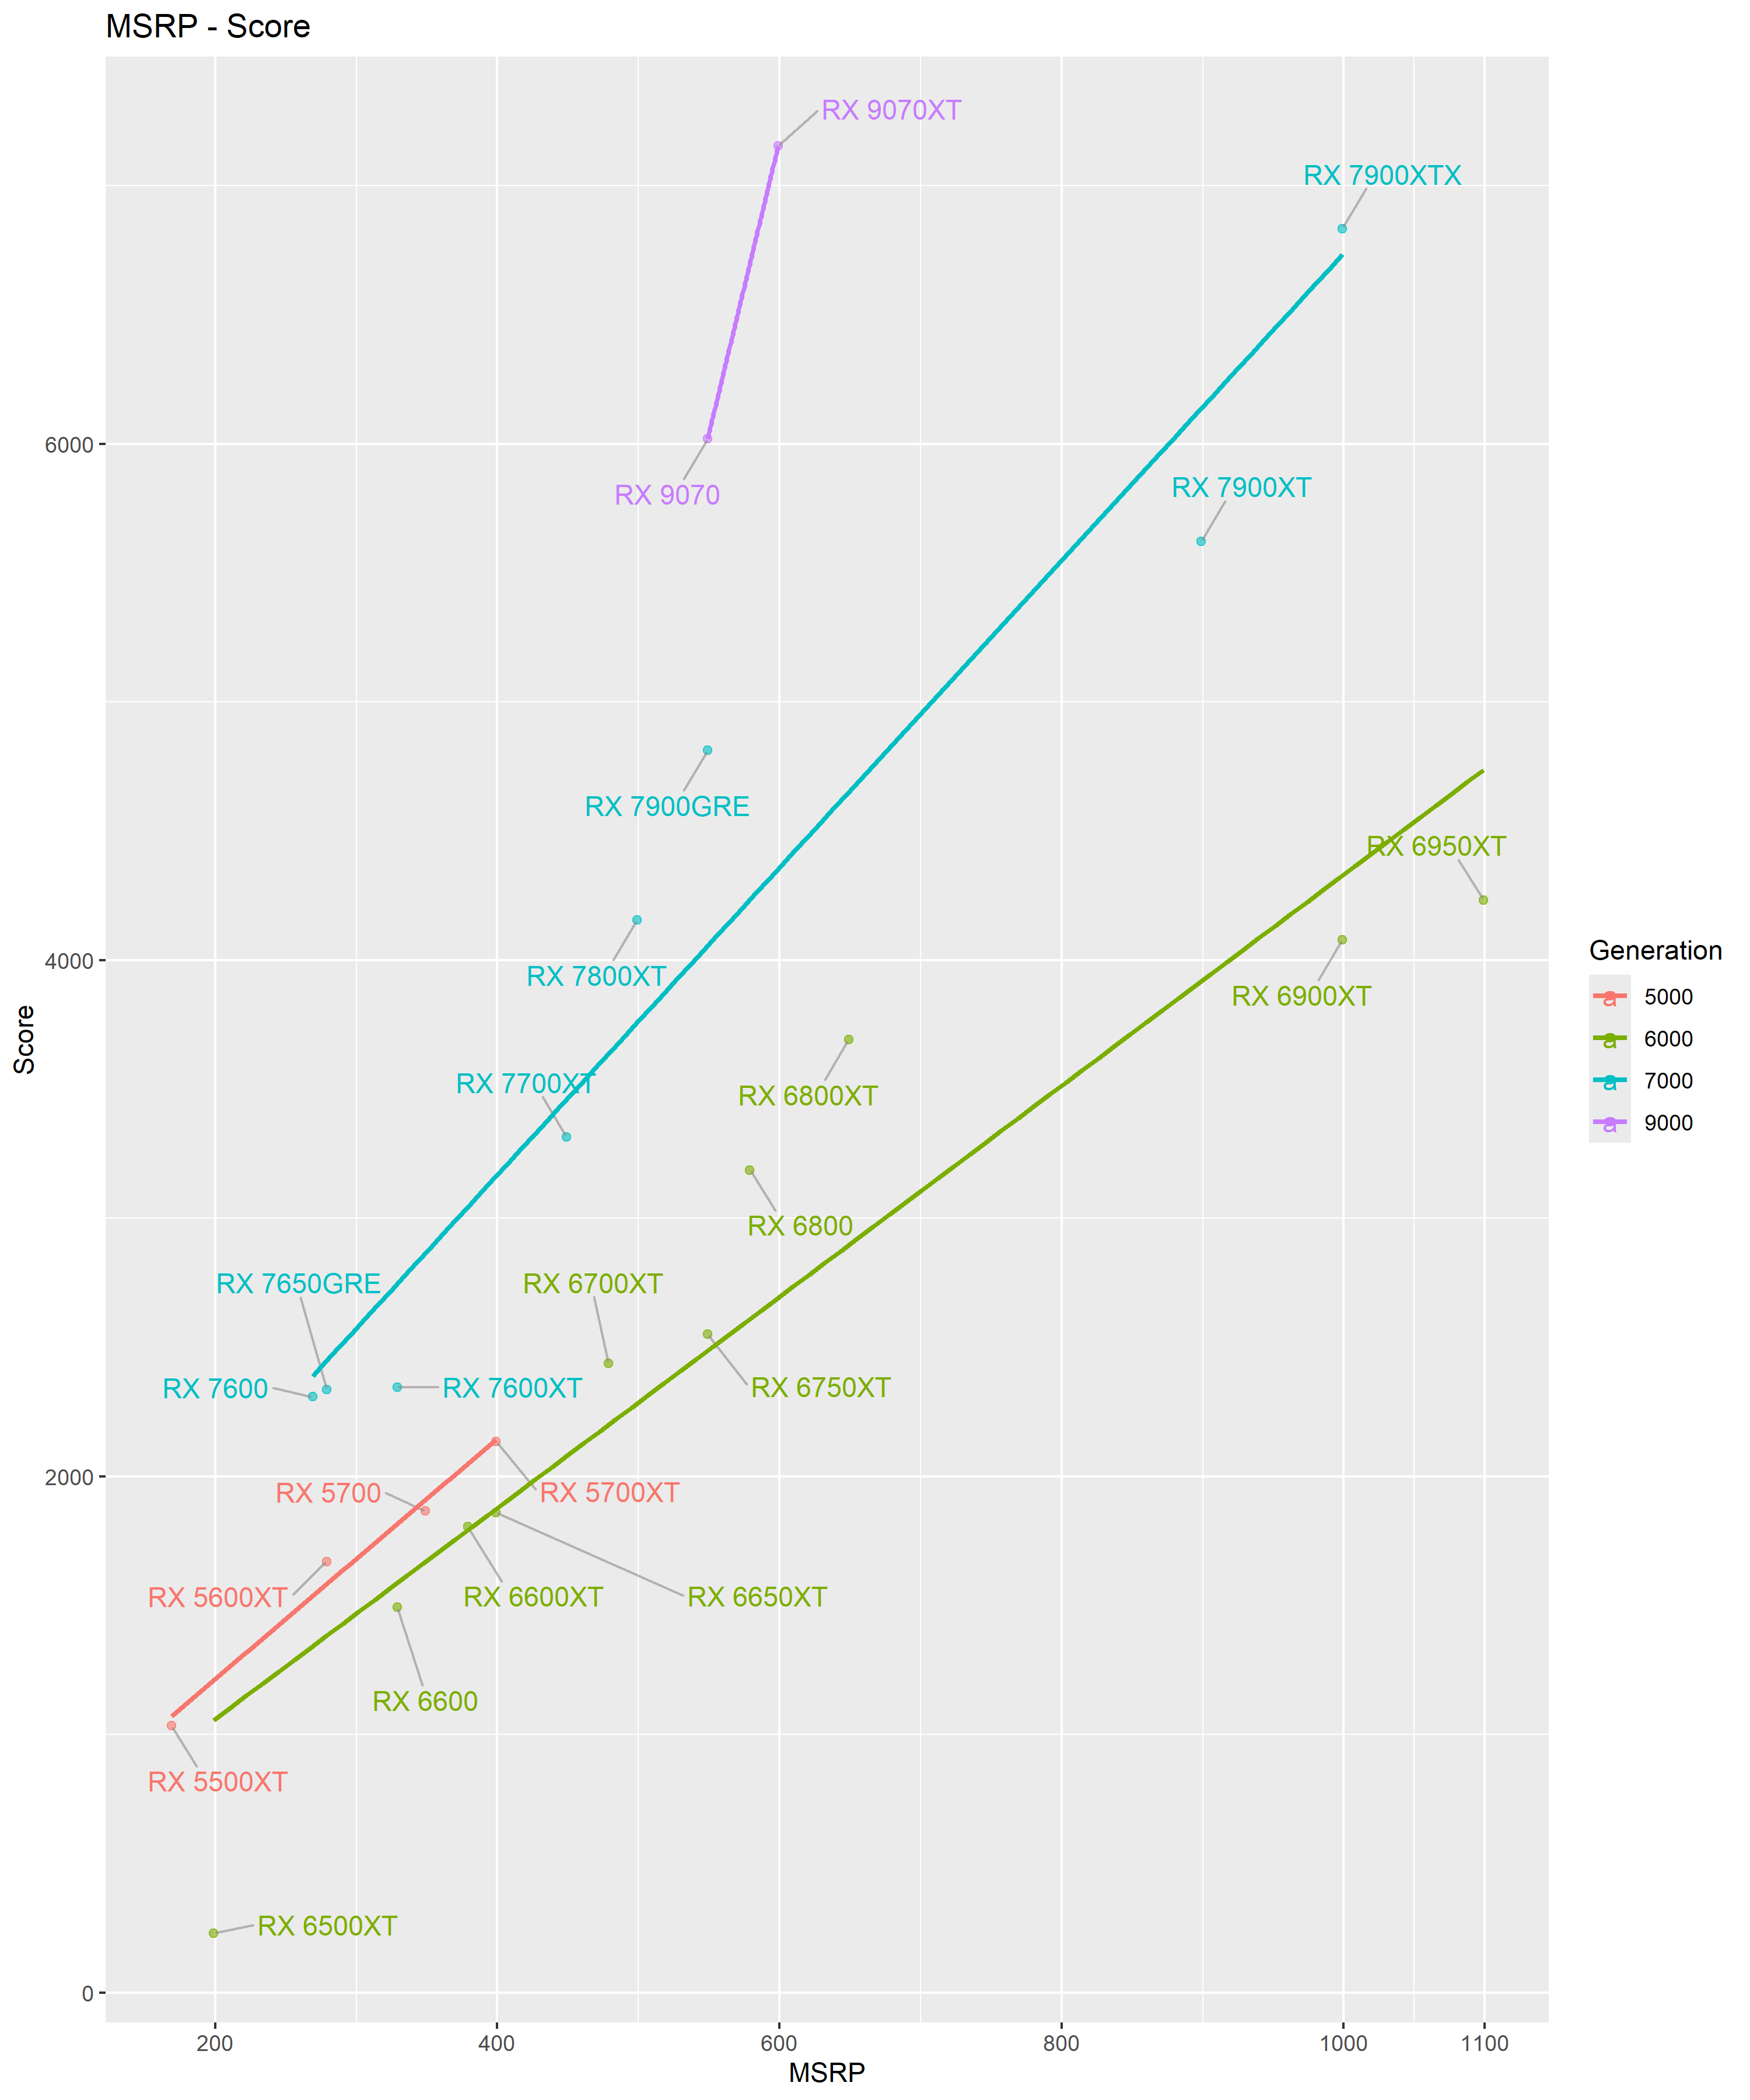 MSRP - Score
RX 9070XT
RX 7900XTX
6000
RX 7900XT
RX 9070
RX 7900GRE
RX 6950XT
4000
RX 7800XT
RX 6900XT
Generation
Score
5000
a
6000
a
7000
a
9000
a
RX 7700XT
RX 6800XT
RX 6800
RX 7650GRE
RX 6700XT
RX 7600
RX 7600XT
RX 6750XT
2000
RX 5700
RX 5700XT
RX 5600XT
RX 6600XT
RX 6650XT
RX 6600
RX 5500XT
RX 6500XT
0
200
400
600
800
1000
1100
MSRP